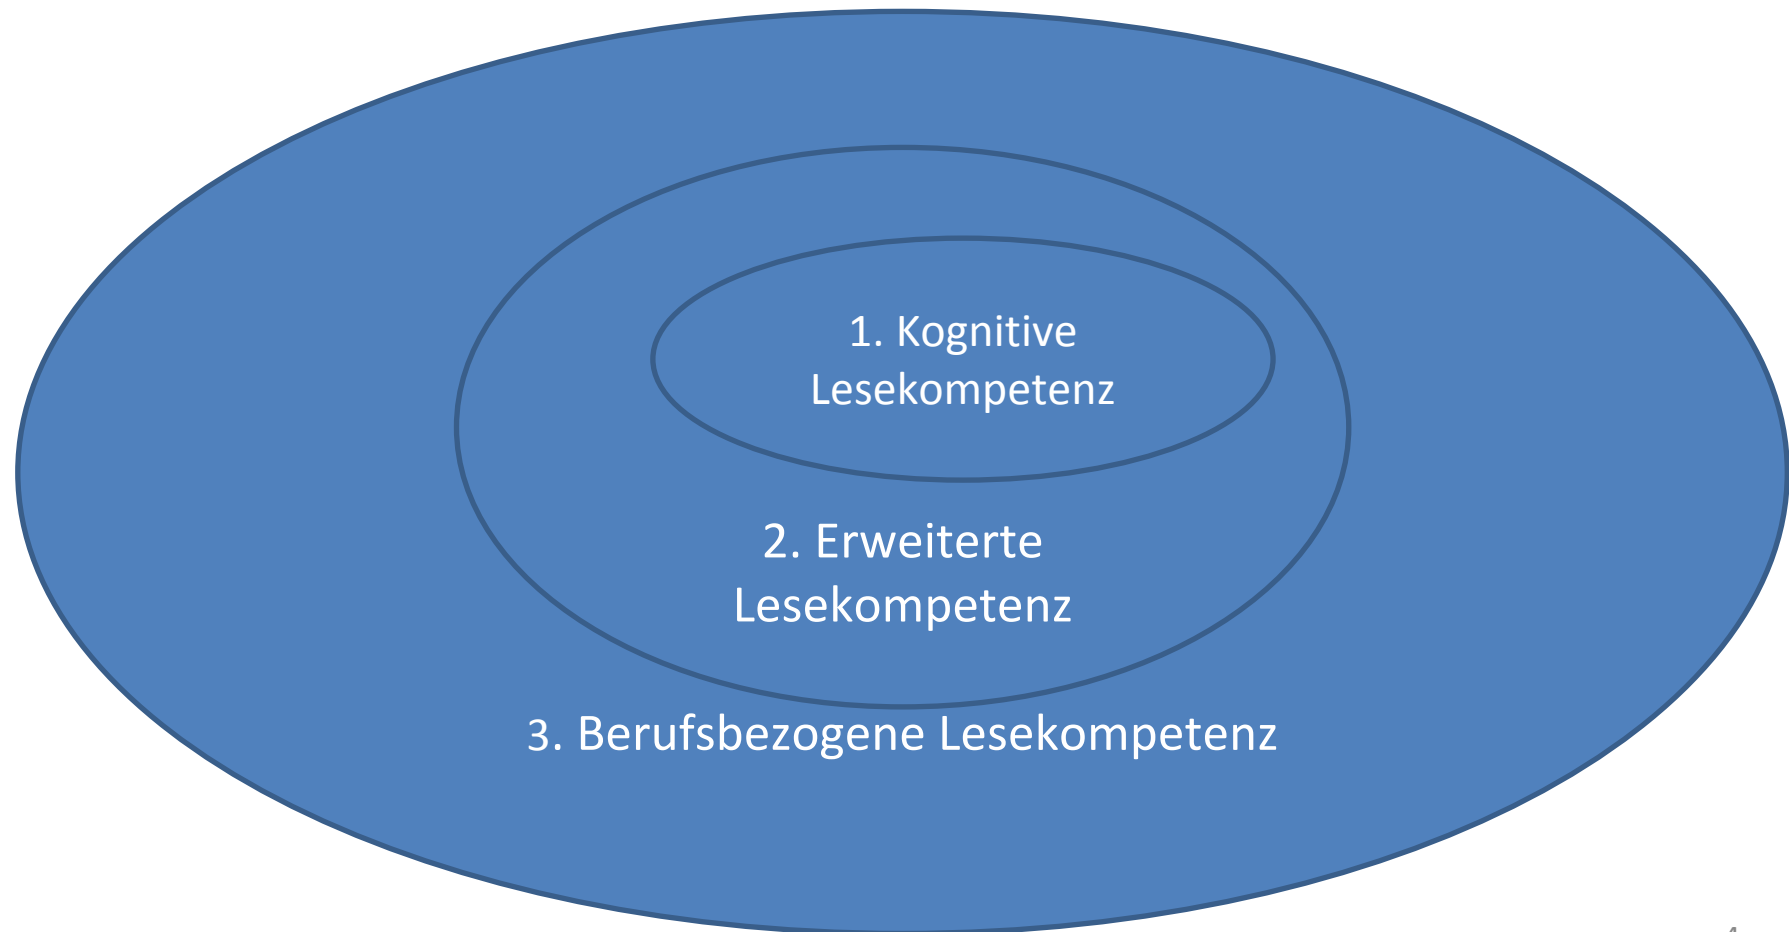 1. Kognitive
Lesekompetenz
2. Erweiterte
Lesekompetenz
3. Berufsbezogene Lesekompetenz